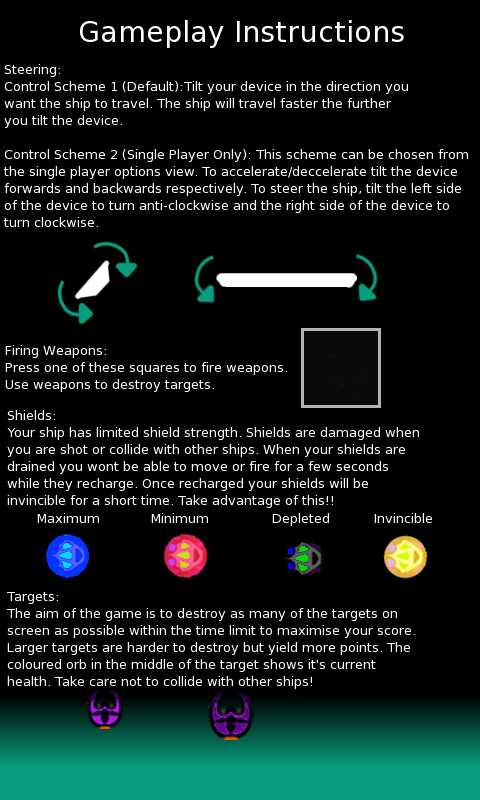 Gameplay Instructions
Steering:
Control Scheme 1 (Default):Tilt your device in the direction you
want the ship to travel. The ship will travel faster the further
you tilt the device.
Control Scheme 2 (Single Player Only): This scheme can be chosen from
the single player options view. To accelerate/deccelerate tilt the device
forwards and backwards respectively. To steer the ship, tilt the left side
of the device to turn anti-clockwise and the right side of the device to
turn clockwise.
Firing Weapons:
Press one of these squares to fire weapons.
Use weapons to destroy targets.
Shields:
Your ship has limited shield strength. Shields are damaged when
you are shot or collide with other ships. When your shields are
drained you wont be able to move or fire for a few seconds
while they recharge. Once recharged your shields will be
invincible for a short time. Take advantage of this!!
Maximum Minimum Depleted Invincible
Targets:
The aim of the game is to destroy as many of the targets on
screen as possible within the time limit to maximise your score.
Larger targets are harder to destroy but yield more points. The
coloured orb in the middle of the target shows it's current
health. Take care not to collide with other ships!